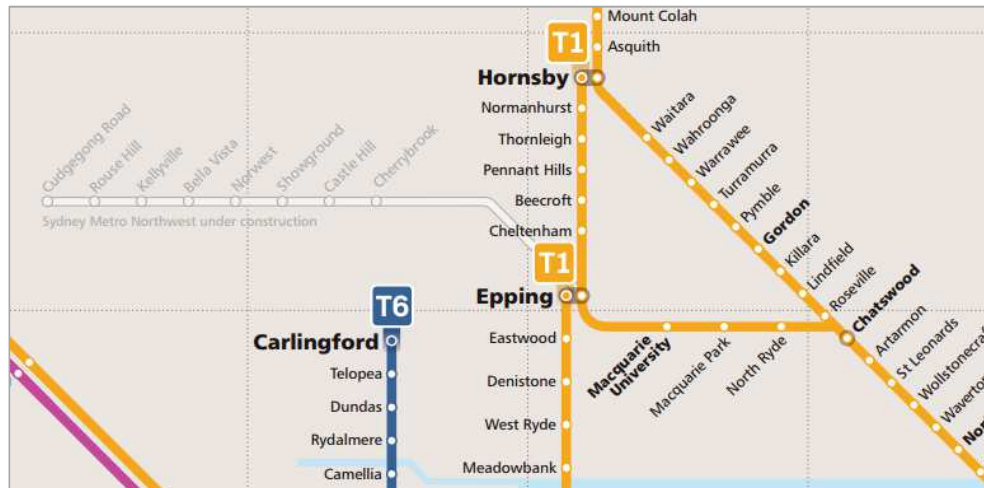 Mount Colah
T1
Asquith
Hornsby
Normanhurst
Thornleigh
Pennant Hills
Beecroft
Cheltenham
Waitara
Wahroonga
Warrawee
Turramurra
Pymble
Gordon
Killara
Lindfield
Roseville
Chatswood
Artarmon
St Leonards
Wollstonecraf
Waverto
Nor
Cudgegong Road
Rouse Hill
Kellyville
Bella Vista
Norwest
Showground
Castle Hill
Cherrybrook
Sydney Metro Northwest under construction
T1
Epping
Eastwood
Denistone
West Ryde
Meadowbank
Macquarie
University
Macquarie Park
North Ryde
T6
Carlingford
Telopea
Dundas
Rydalmere
Camellia